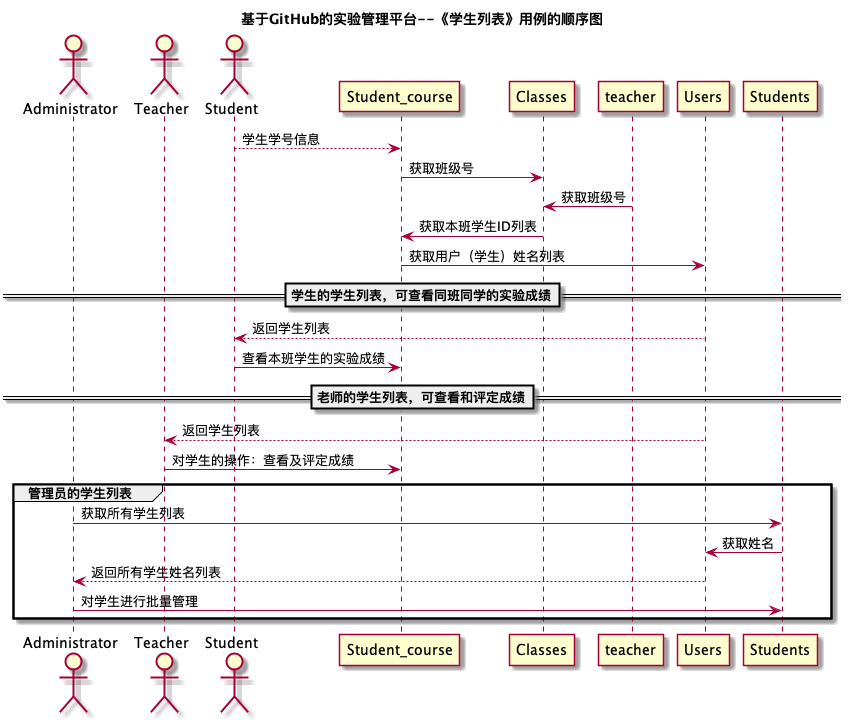 基于GitHub的实验管理平台--《学生列表》用例的顺序图
Administrator Teacher Student Student_course Classes teacher Users Students
学生学号信息
获取班级号
获取班级号
获取本班学生ID列表
获取用户（学生）姓名列表
学生的学生列表，可查看同班同学的实验成绩
返回学生列表
查看本班学生的实验成绩
老师的学生列表，可查看和评定成绩
返回学生列表
对学生的操作：查看及评定成绩
管理员的学生列表
获取所有学生列表
获取姓名
返回所有学生姓名列表
对学生进行批量管理
Administrator Teacher Student Student_course Classes teacher Users Students